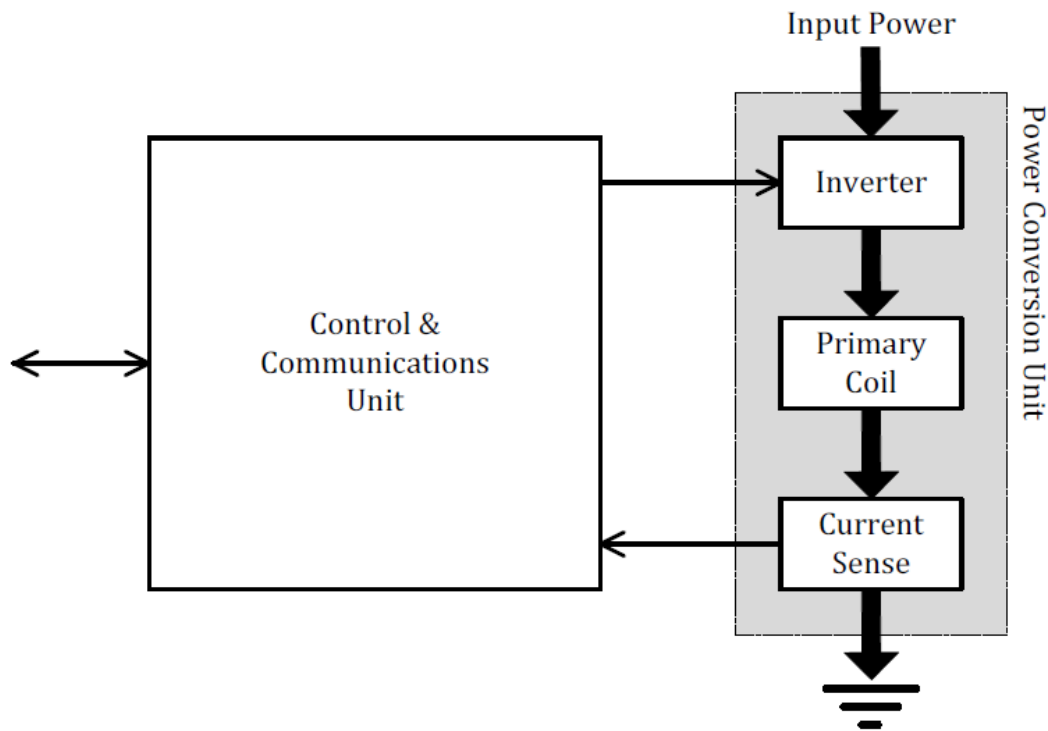 Input Power
Inverter
Control &
Communications
Unit
Primary
Coil
Current
Sense
Power Conversion Unit